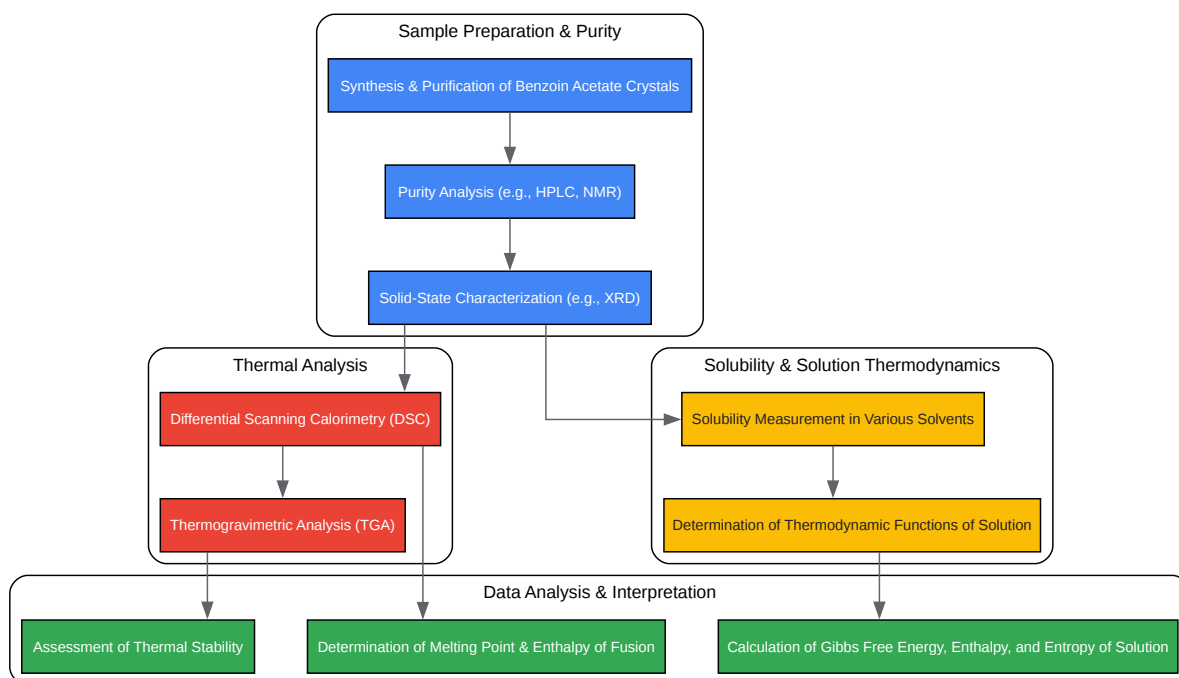 Sample Preparation & Purity
Synthesis & Purification of Benzoin Acetate Crystals
Purity Analysis (e.g., HPLC, NMR)
Solid-State Characterization (e.g., XRD)
Thermal Analysis
Differential Scanning Calorimetry (DSC)
Thermogravimetric Analysis (TGA)
Solubility & Solution Thermodynamics
Solubility Measurement in Various Solvents
Determination of Thermodynamic Functions of Solution
Data Analysis & Interpretation
Assessment of Thermal Stability
Determination of Melting Point & Enthalpy of Fusion
Calculation of Gibbs Free Energy, Enthalpy, and Entropy of Solution